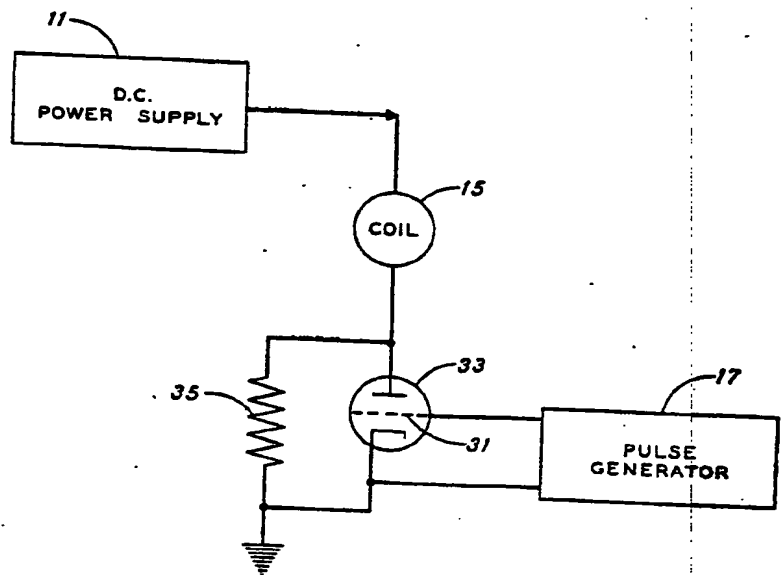 11
D.C.
POWER SUPPLY
15
COIL
33
35
31
17
PULSE
GENERATOR